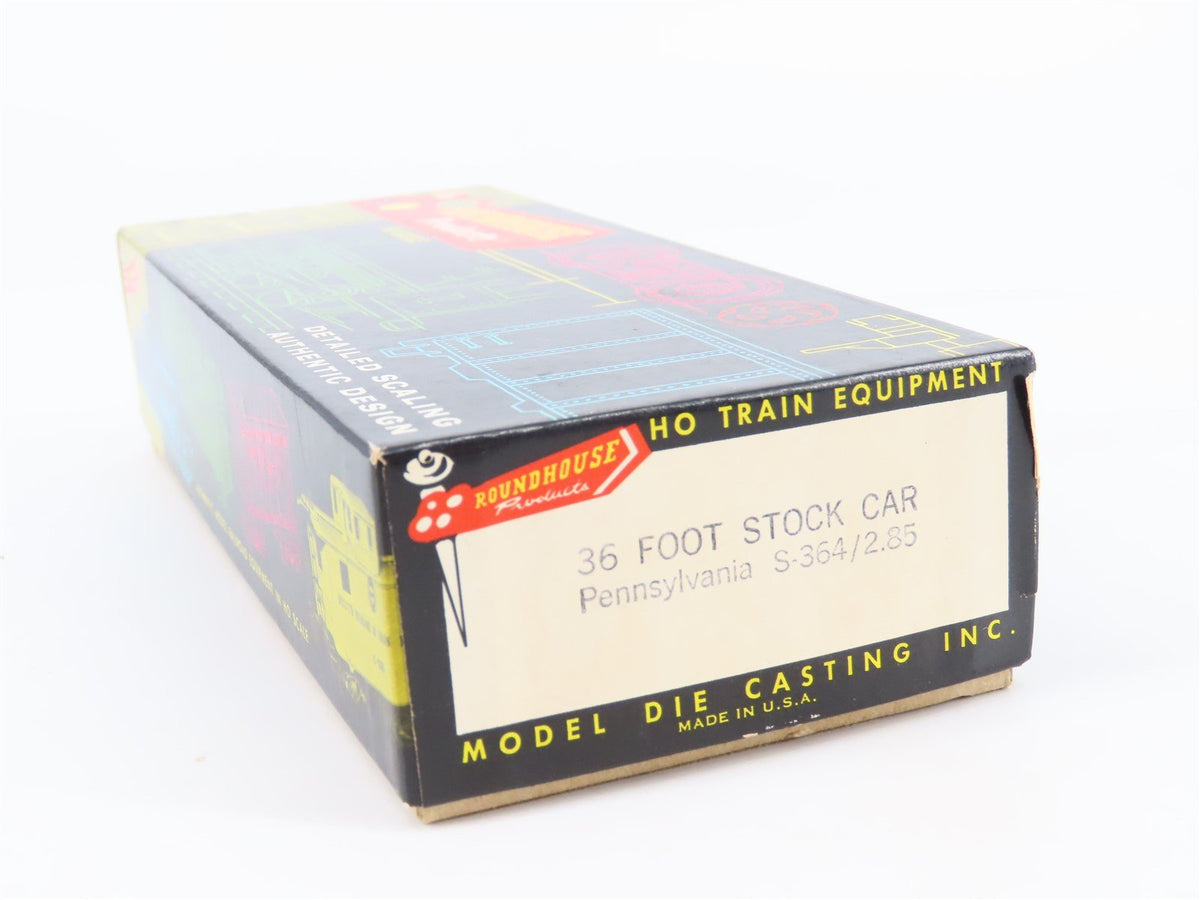 DETAILED SCALING
AUTHENTIC DESIGN
HO TRAIN EQUIPMENT
ROUNDHOUSE
Products
36 FOOT STOCK CAR
Pennsylvania S-364/2.85
MODEL DIE CASTING INC.
MADE IN U.S.A.